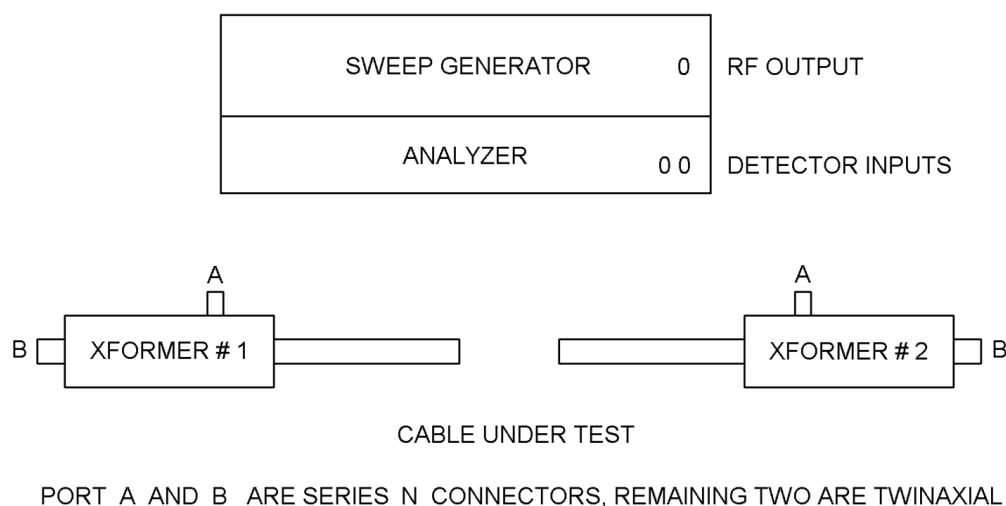 SWEEP GENERATOR 0 RF OUTPUT
ANALYZER 0 0 DETECTOR INPUTS
A A
B XFORMER # 1 XFORMER # 2 B
CABLE UNDER TEST
PORT A AND B ARE SERIES N CONNECTORS, REMAINING TWO ARE TWINAXIAL